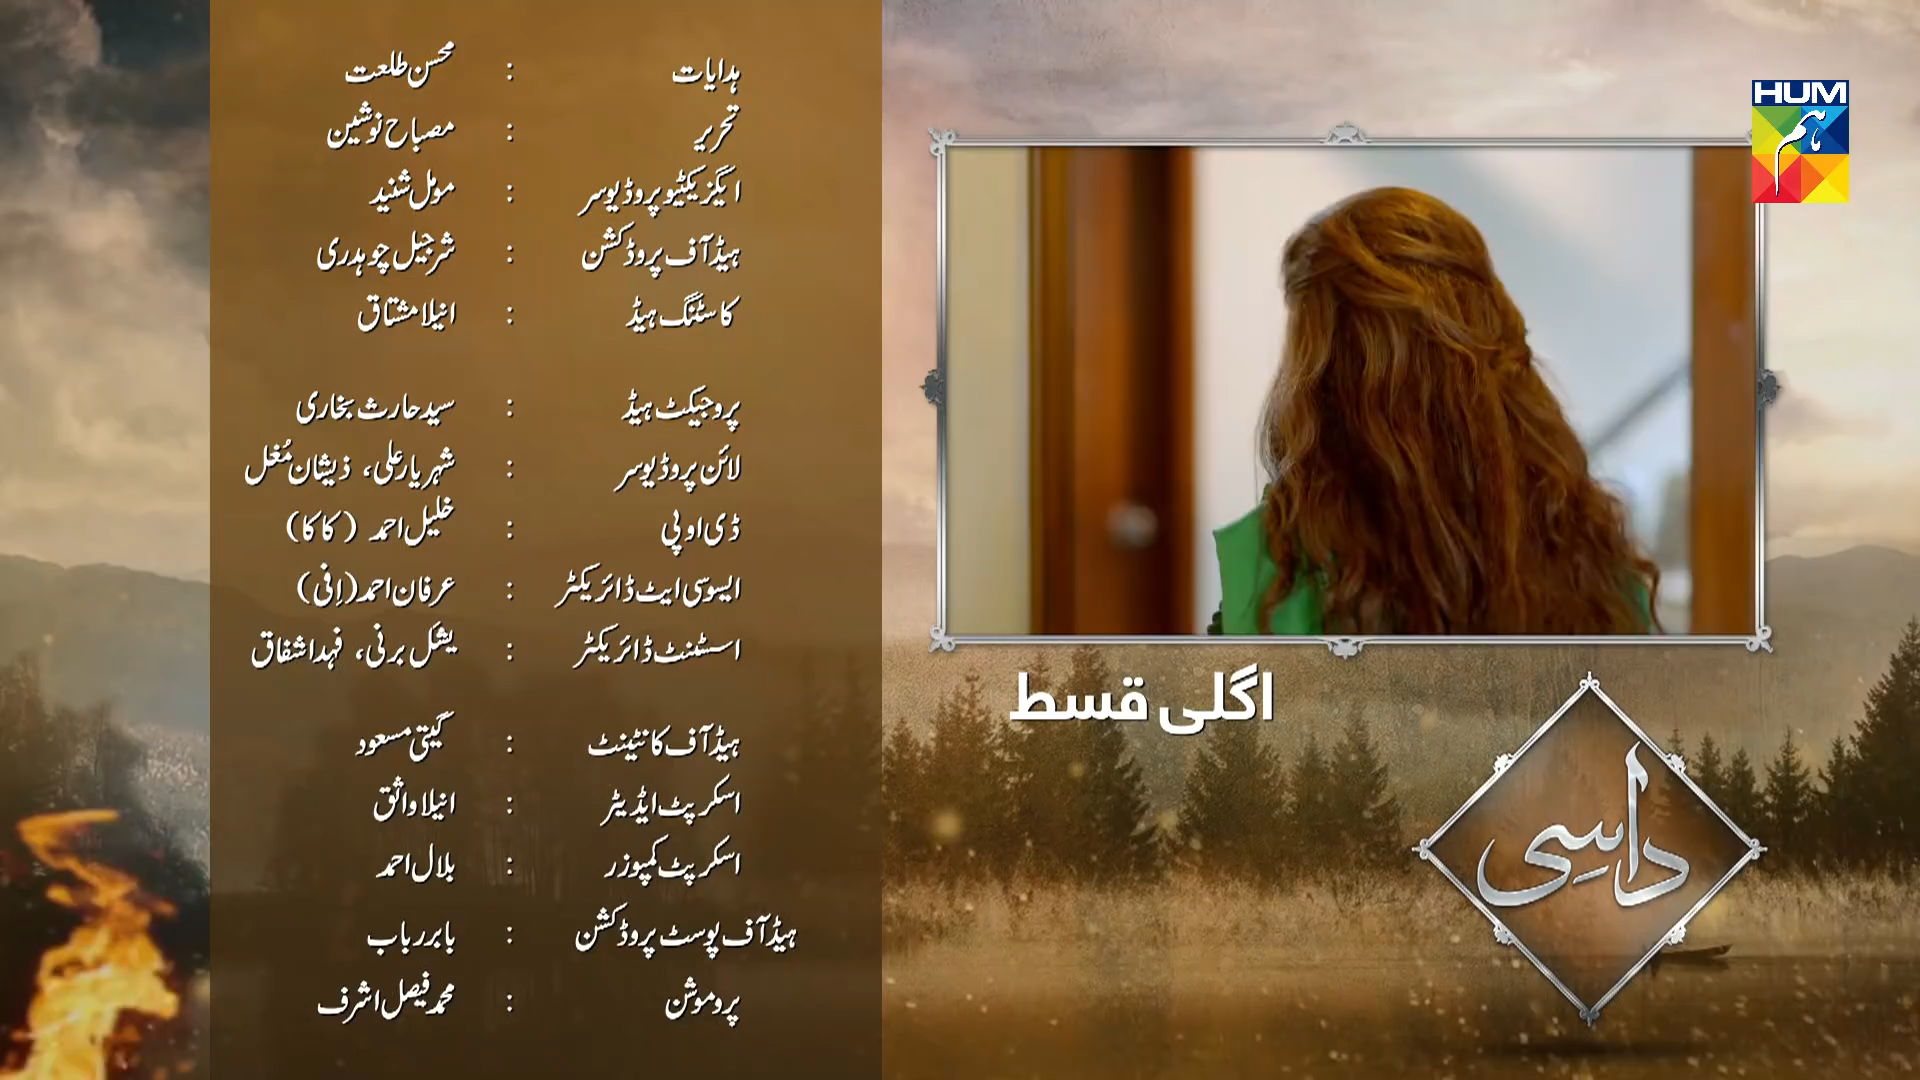 ہدایات : محسن طلعت
تحریر : مصباح نوشین
ایگزیکٹیو پروڈیوسر : مومل شنید
ہیڈ آف پروڈکشن : شرجیل چوہدری
کاسٹنگ ہیڈ : انیلا مشتاق
پروجیکٹ ہیڈ : سید حارث بخاری
لائن پروڈیوسر : شہریار علی، ذیشان مُغل
ڈی او پی : خلیل احمد (کاکا)
ایسوسی ایٹ ڈائریکٹر : عرفان احمد (اِفی)
اسسٹنٹ ڈائریکٹر : یشکل برنی، فہد اشفاق
ہیڈ آف کانٹینٹ : گیتی مسعود
اسکرپٹ ایڈیٹر : انیلا واثق
اسکرپٹ کمپوزر : بلال احمد
ہیڈ آف پوسٹ پروڈکشن : بابر رباب
پروموشن : محمد فیصل اشرف
HUM
ہم
اگلی قسط
داسی